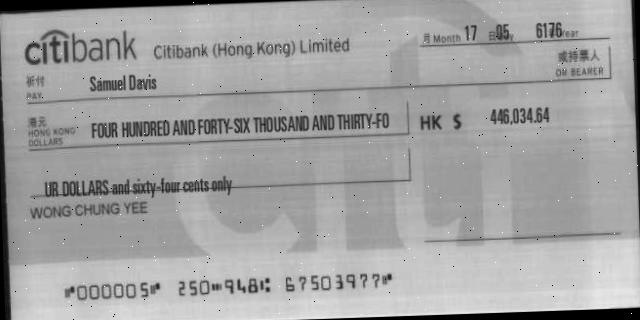 citibank Citibank (Hong Kong) Limited
月 Month 17 日 05 6176 Year
祈付 Samuel Davis 或持票人
PAY. OR BEARER
港元
HONG KONG DOLLARS FOUR HUNDRED AND FORTY-SIX THOUSAND AND THIRTY-FO HK $ 446,034.64
UR DOLLARS and sixty-four cents only
WONG CHUNG YEE
⑈000005⑈ 250⑉948⑆ 67503977⑈